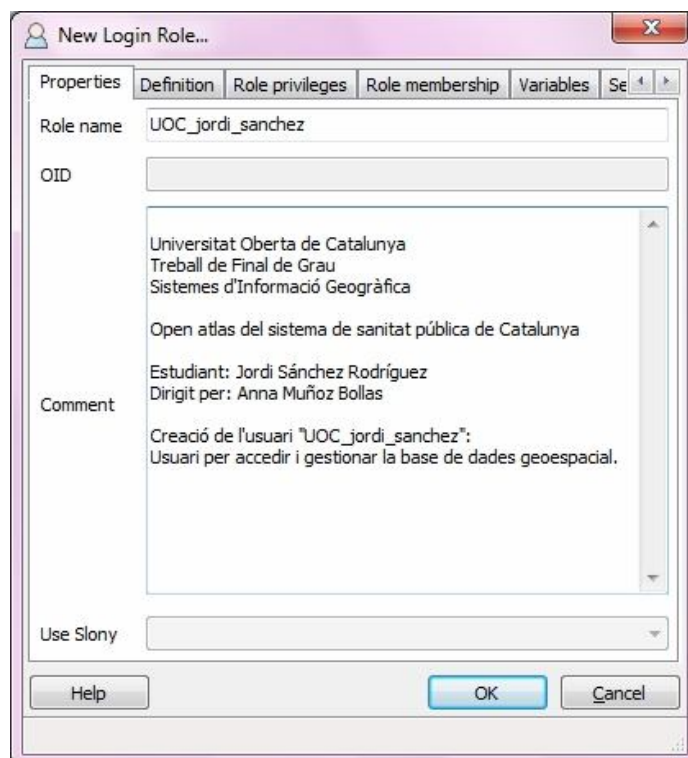 New Login Role...
Properties Definition Role privileges Role membership Variables Se
Role name UOC_jordi_sanchez
OID
Universitat Oberta de Catalunya
Treball de Final de Grau
Sistemes d'Informació Geogràfica
Open atlas del sistema de sanitat pública de Catalunya
Estudiant: Jordi Sánchez Rodríguez
Dirigit per: Anna Muñoz Bollas
Comment
Creació de l'usuari "UOC_jordi_sanchez":
Usuari per accedir i gestionar la base de dades geoespacial.
Use Slony
Help OK Cancel